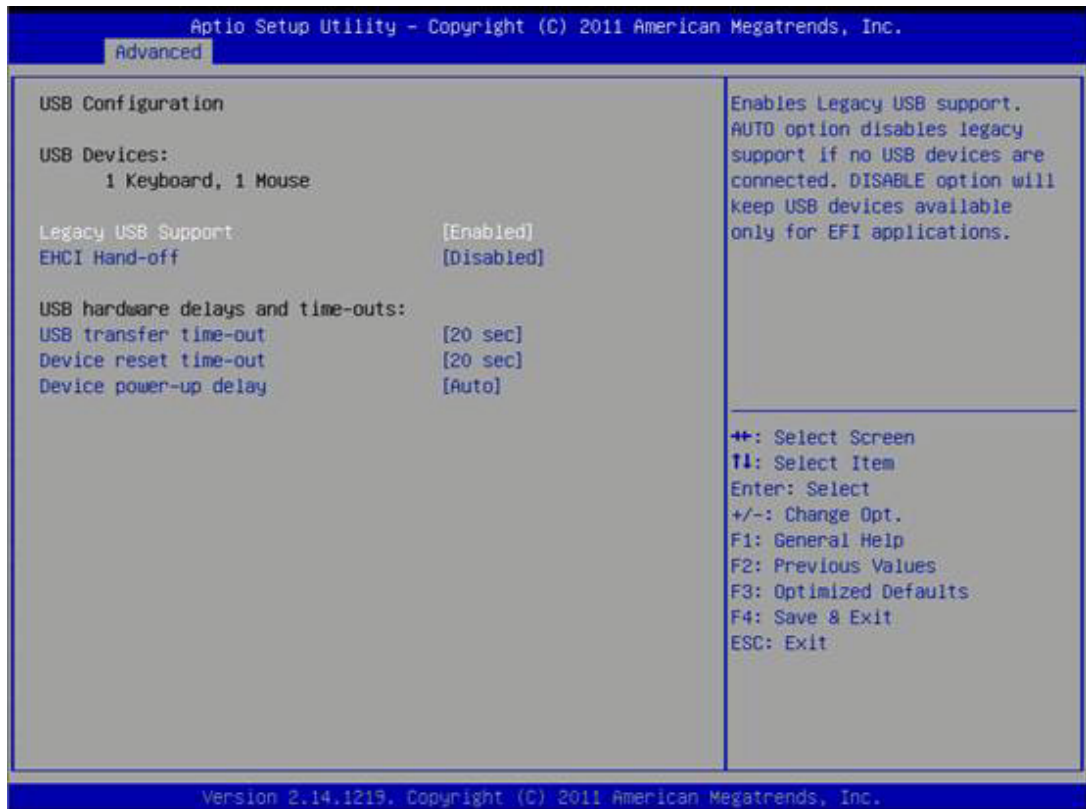 Aptio Setup Utility – Copyright (C) 2011 American Megatrends, Inc.
Advanced
USB Configuration
USB Devices:
1 Keyboard, 1 Mouse
Legacy USB Support [Enabled]
EHCI Hand-off [Disabled]
USB hardware delays and time-outs:
USB transfer time-out [20 sec]
Device reset time-out [20 sec]
Device power-up delay [Auto]
Enables Legacy USB support.
AUTO option disables legacy
support if no USB devices are
connected. DISABLE option will
keep USB devices available
only for EFI applications.
→←: Select Screen
↑↓: Select Item
Enter: Select
+/-: Change Opt.
F1: General Help
F2: Previous Values
F3: Optimized Defaults
F4: Save & Exit
ESC: Exit
Version 2.14.1219. Copyright (C) 2011 American Megatrends, Inc.